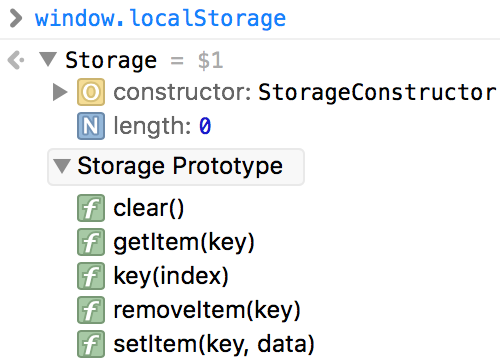 window.localStorage
Storage = $1
O constructor: StorageConstructor
N length: 0
Storage Prototype
f clear()
f getItem(key)
f key(index)
f removeItem(key)
f setItem(key, data)